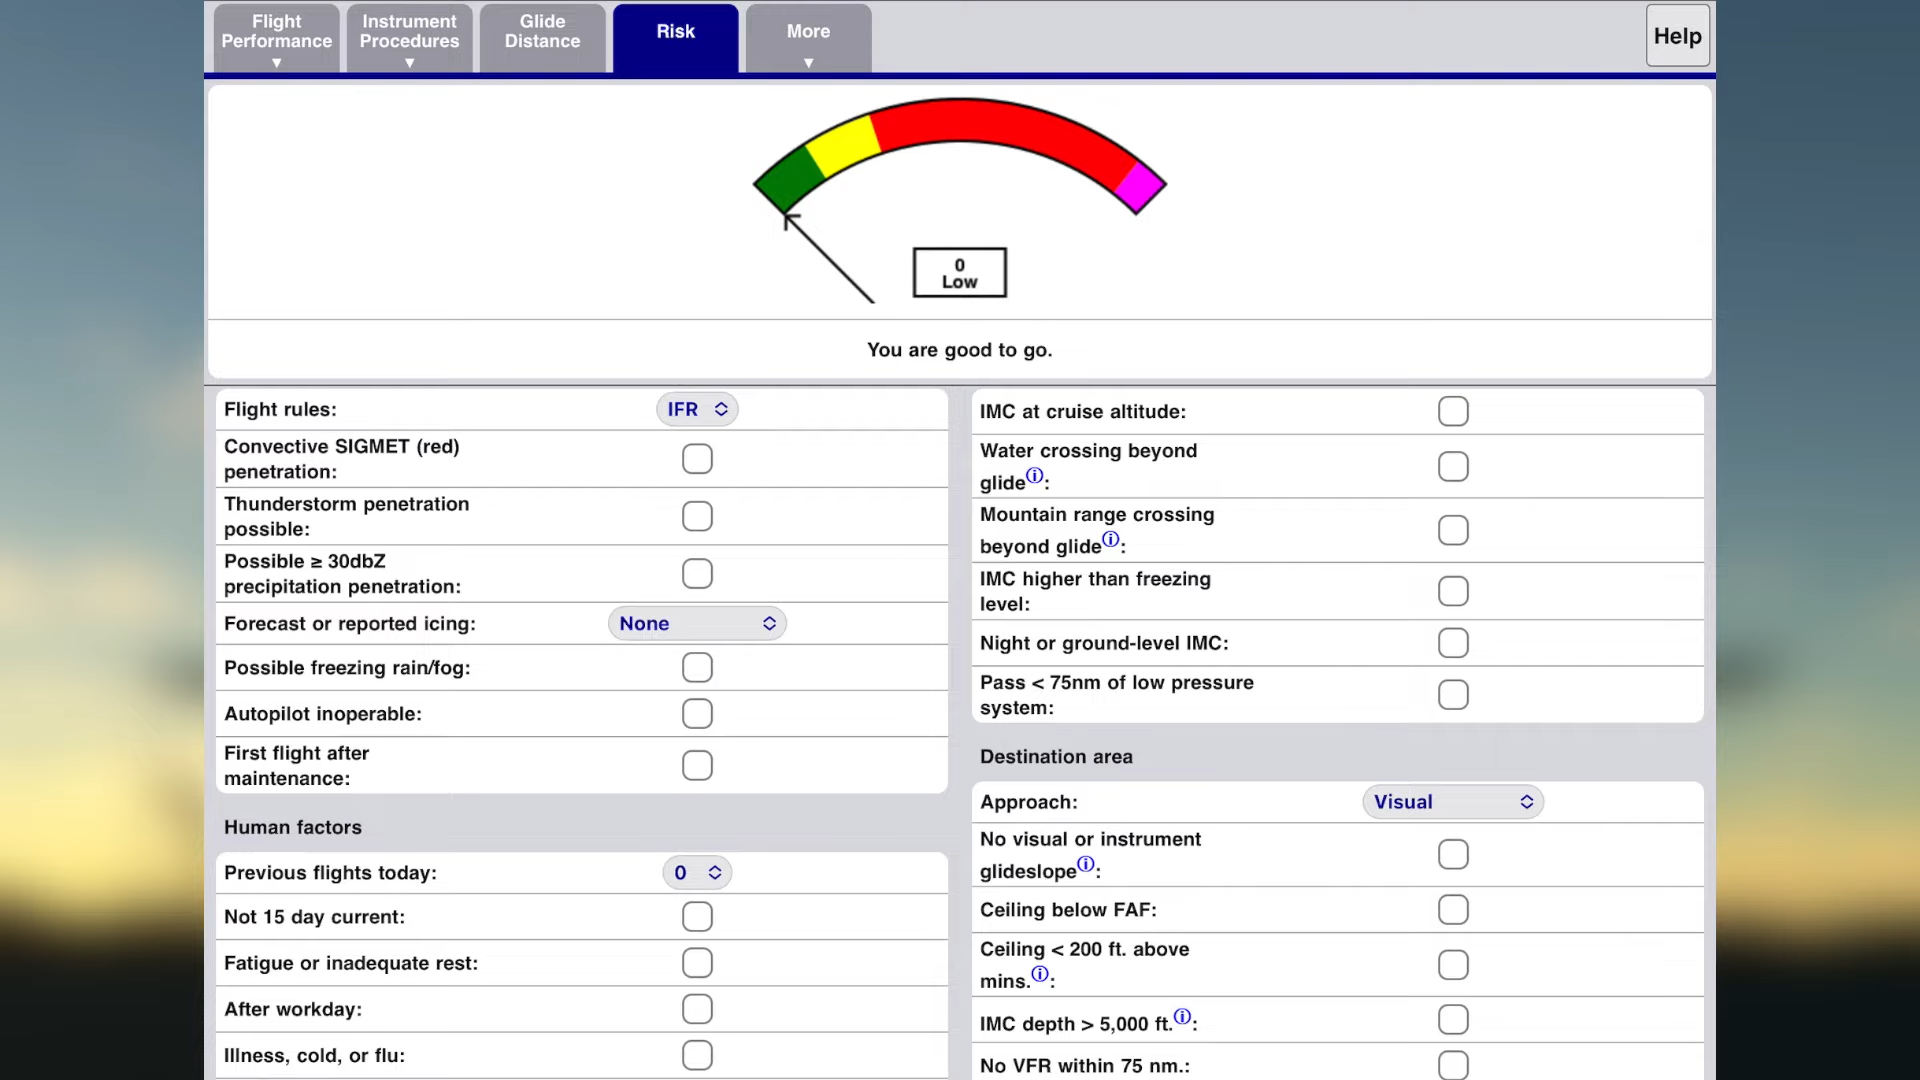 Flight
Performance
▼
Instrument
Procedures
▼
Glide
Distance
Risk
More
▼
Help
0
Low
You are good to go.
Flight rules:
IFR
Convective SIGMET (red)
penetration:
Thunderstorm penetration
possible:
Possible ≥ 30dbZ
precipitation penetration:
Forecast or reported icing:
None
Possible freezing rain/fog:
Autopilot inoperable:
First flight after
maintenance:
Human factors
Previous flights today:
0
Not 15 day current:
Fatigue or inadequate rest:
After workday:
Illness, cold, or flu:
IMC at cruise altitude:
Water crossing beyond
glideⓘ:
Mountain range crossing
beyond glideⓘ:
IMC higher than freezing
level:
Night or ground-level IMC:
Pass < 75nm of low pressure
system:
Destination area
Approach:
Visual
No visual or instrument
glideslopeⓘ:
Ceiling below FAF:
Ceiling < 200 ft. above
mins.ⓘ:
IMC depth > 5,000 ft.ⓘ:
No VFR within 75 nm.: